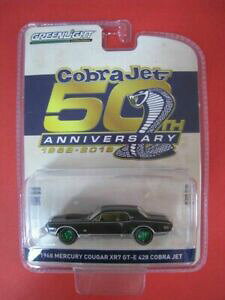 GREENLIGHT
Cobra Jet
50TH
ANNIVERSARY
1968-2018
1968 MERCURY COUGAR XR7 GT-E 428 COBRA JET